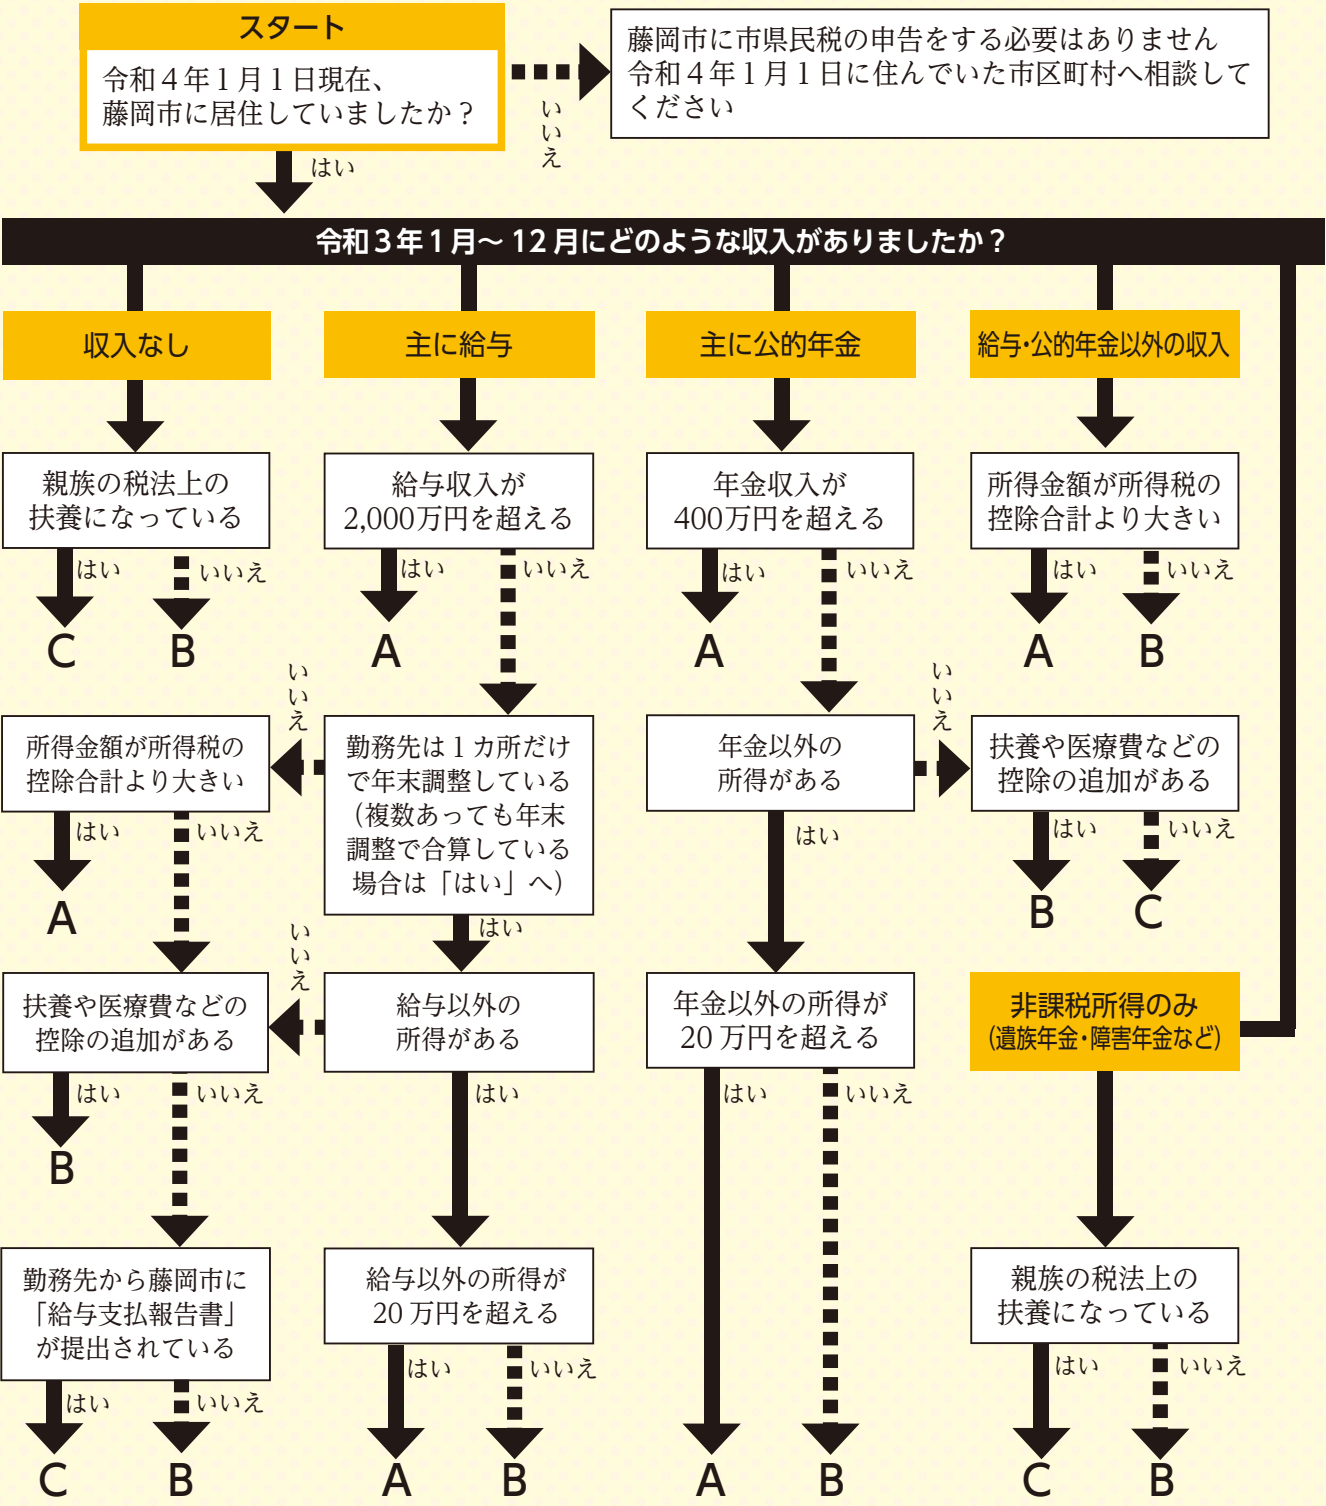 スタート
令和４年１月１日現在、
藤岡市に居住していましたか？
いいえ
藤岡市に市県民税の申告をする必要はありません
令和４年１月１日に住んでいた市区町村へ相談して
ください
はい
令和３年１月～12月にどのような収入がありましたか？
収入なし
主に給与
主に公的年金
給与・公的年金以外の収入
親族の税法上の
扶養になっている
給与収入が
2,000万円を超える
年金収入が
400万円を超える
所得金額が所得税の
控除合計より大きい
はい
いいえ
はい
いいえ
はい
いいえ
はい
いいえ
C
B
A
A
A
B
いいえ
いいえ
所得金額が所得税の
控除合計より大きい
勤務先は１カ所だけ
で年末調整している
（複数あっても年末
調整で合算している
場合は「はい」へ）
年金以外の
所得がある
扶養や医療費などの
控除の追加がある
はい
いいえ
はい
はい
いいえ
A
B
C
はい
いいえ
扶養や医療費などの
控除の追加がある
給与以外の
所得がある
年金以外の所得が
20万円を超える
非課税所得のみ
（遺族年金・障害年金など）
はい
いいえ
はい
はい
いいえ
B
勤務先から藤岡市に
「給与支払報告書」
が提出されている
給与以外の所得が
20万円を超える
親族の税法上の
扶養になっている
はい
いいえ
はい
いいえ
はい
いいえ
C
B
A
B
A
B
C
B